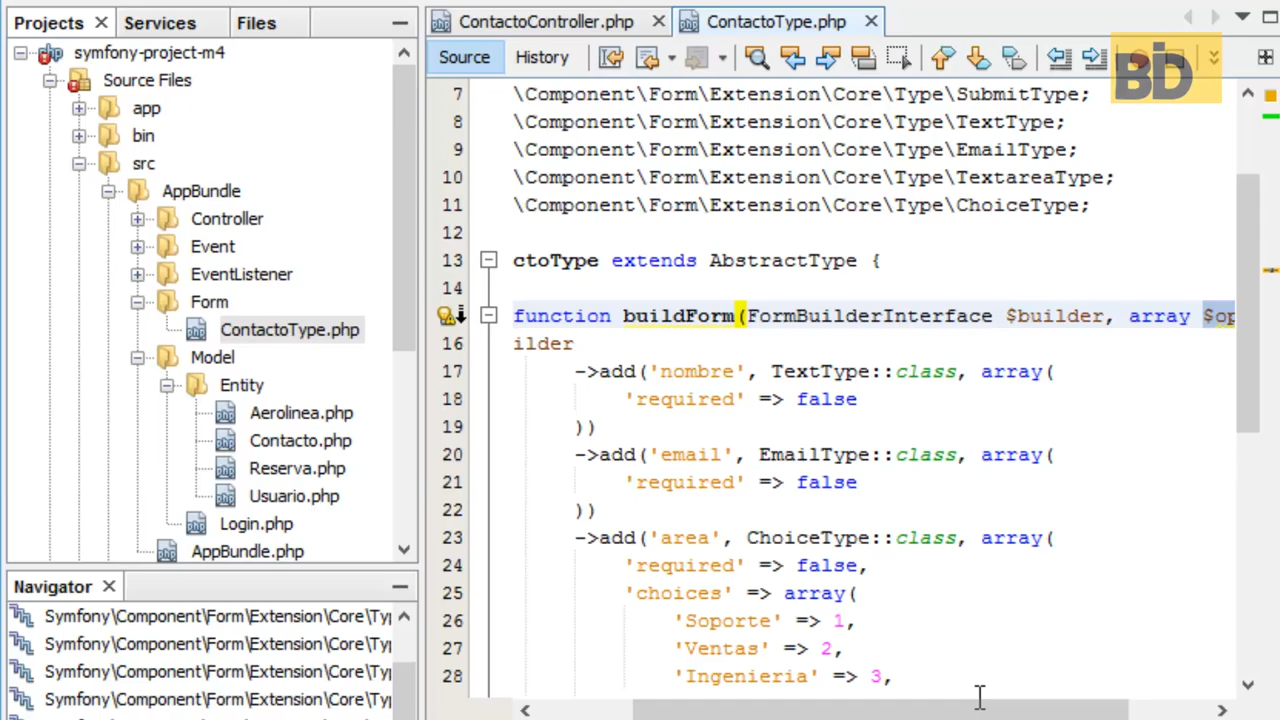 Projects
Services
Files
symfony-project-m4
Source Files
app
bin
src
AppBundle
Controller
Event
EventListener
Form
ContactoType.php
Model
Entity
Aerolinea.php
Contacto.php
Reserva.php
Usuario.php
Login.php
AppBundle.php
Navigator
Symfony\Component\Form\Extension\Core\Ty
Symfony\Component\Form\Extension\Core\Ty
Symfony\Component\Form\Extension\Core\Ty
Symfony\Component\Form\Extension\Core\Ty
ContactoController.php
ContactoType.php
Source
History
BiD
7 \Component\Form\Extension\Core\Type\SubmitType;
8 \Component\Form\Extension\Core\Type\TextType;
9 \Component\Form\Extension\Core\Type\EmailType;
10 \Component\Form\Extension\Core\Type\TextareaType;
11 \Component\Form\Extension\Core\Type\ChoiceType;
12
13 ctoType extends AbstractType {
14
function buildForm(FormBuilderInterface $builder, array $op
16 ilder
17 ->add('nombre', TextType::class, array(
18 'required' => false
19 ))
20 ->add('email', EmailType::class, array(
21 'required' => false
22 ))
23 ->add('area', ChoiceType::class, array(
24 'required' => false,
25 'choices' => array(
26 'Soporte' => 1,
27 'Ventas' => 2,
28 'Ingenieria' => 3,